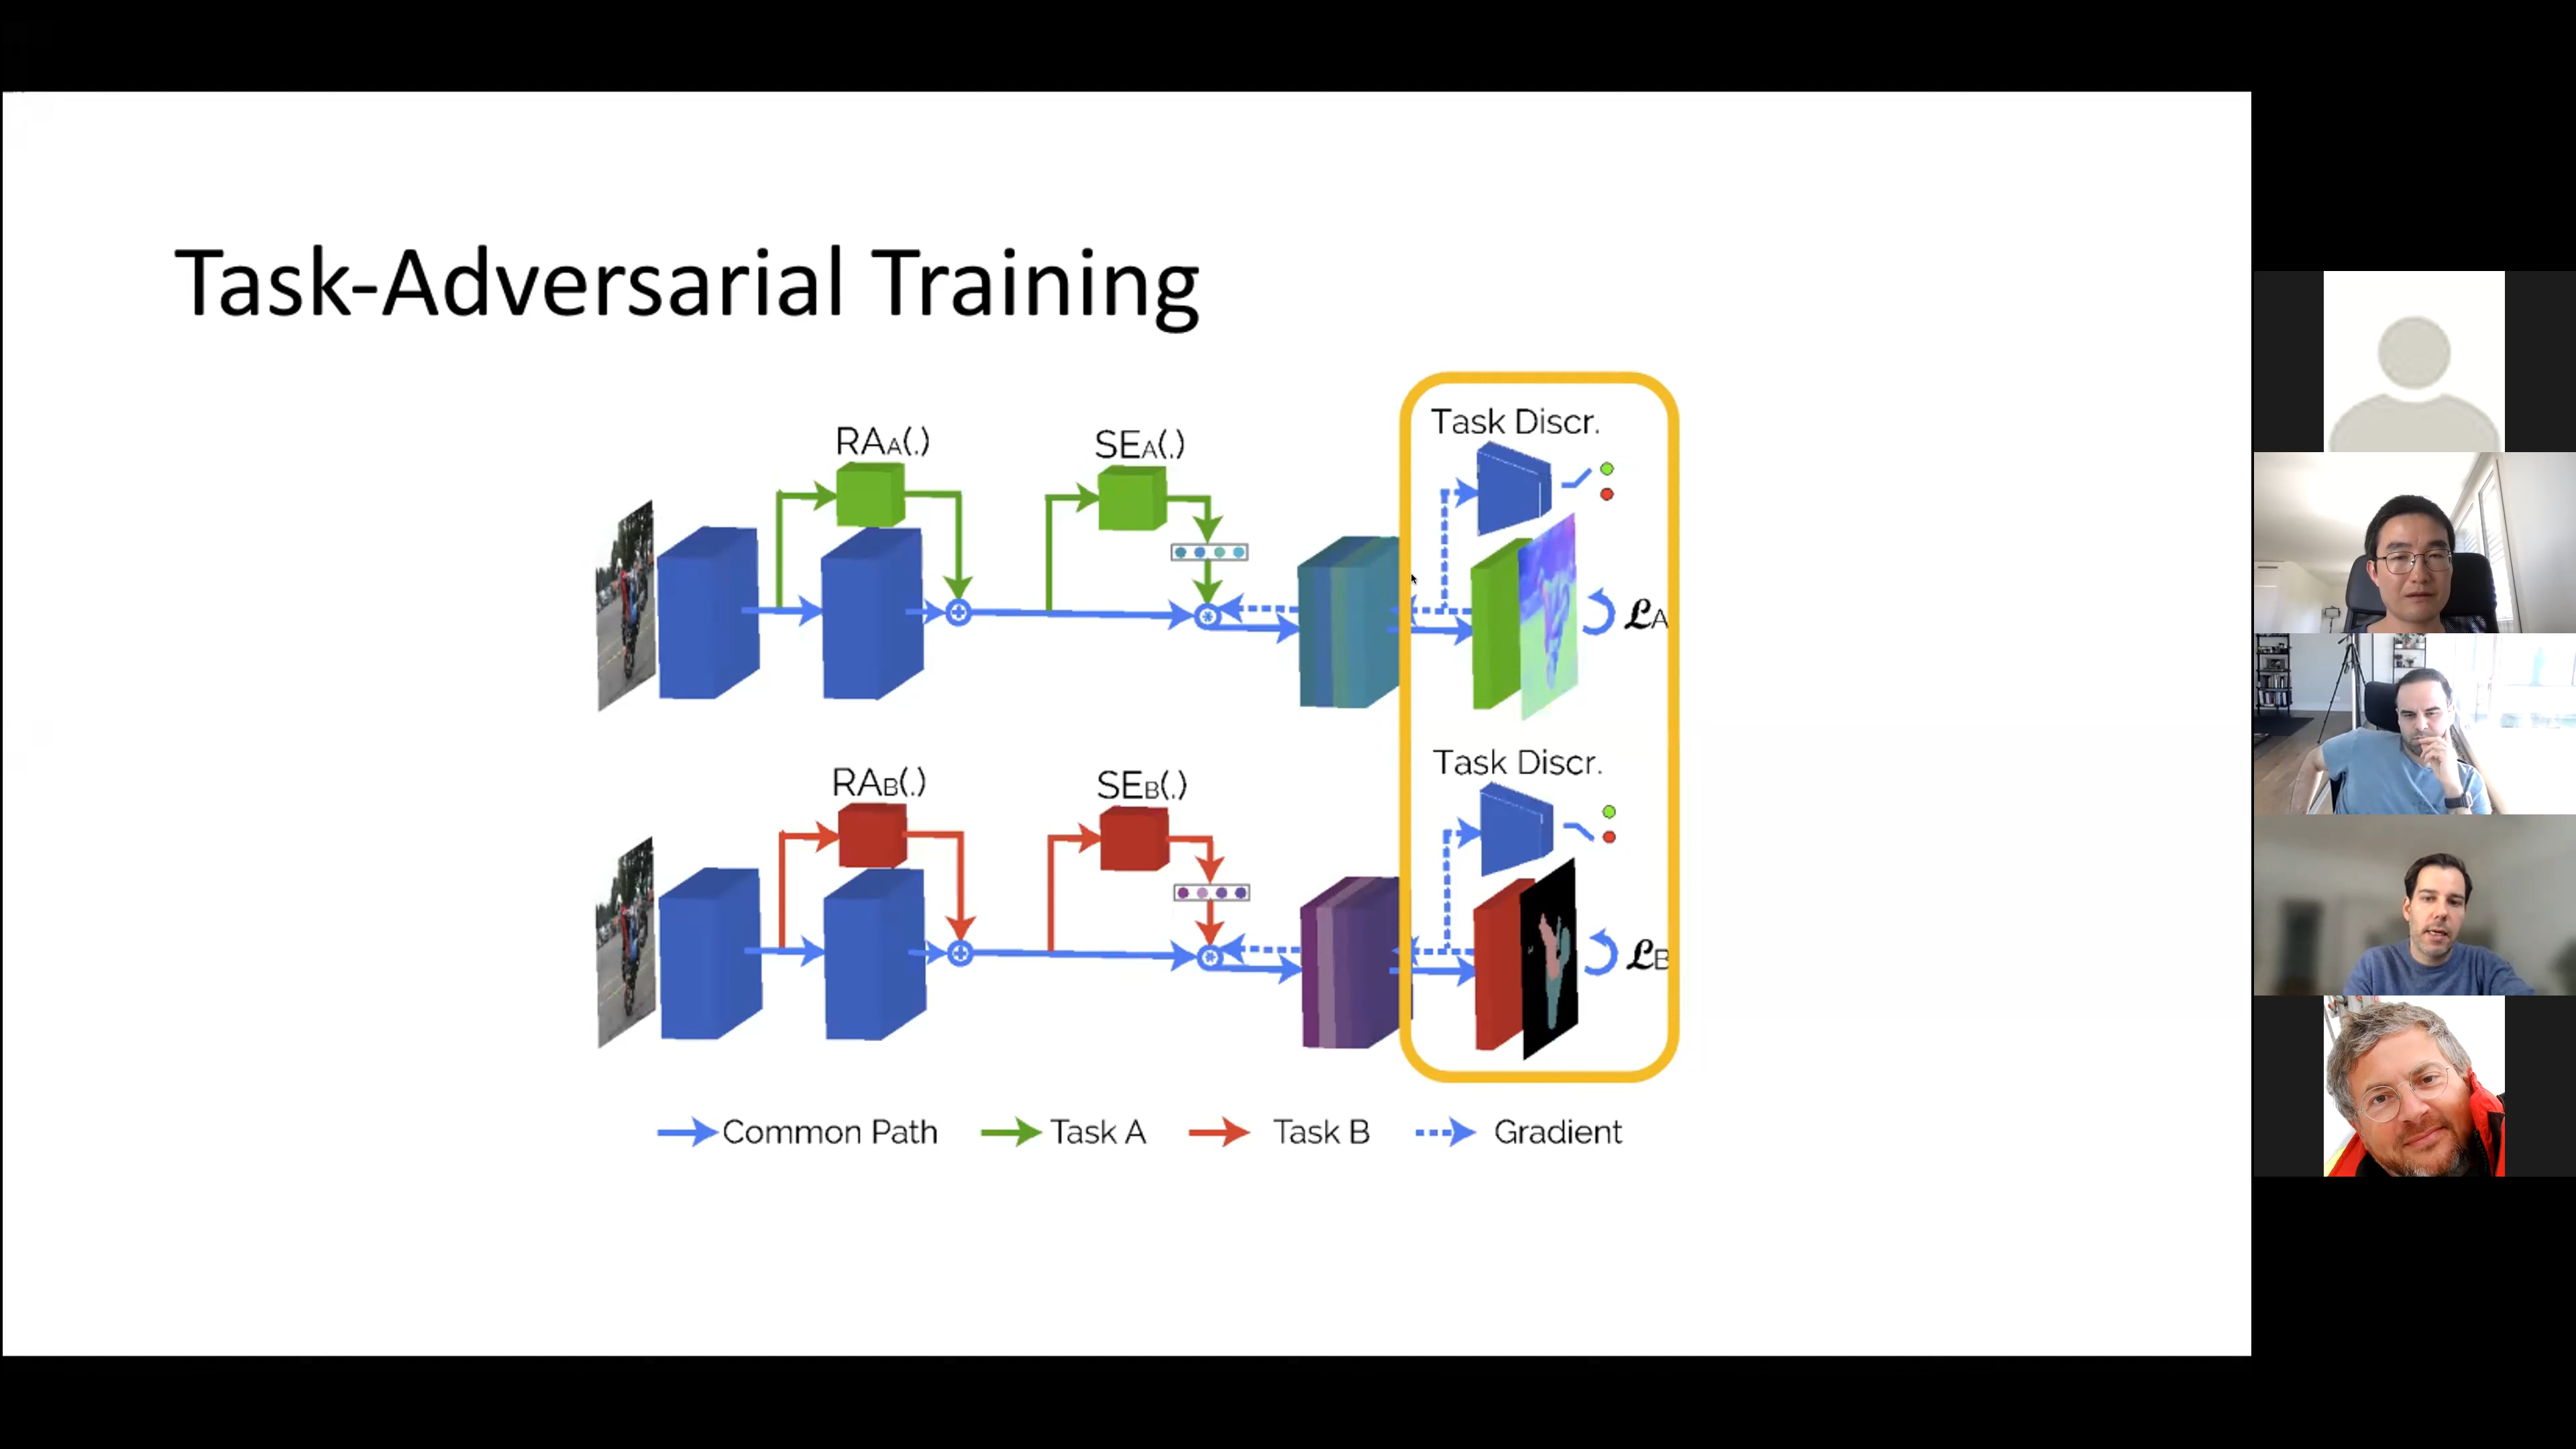 Task-Adversarial Training
Task Discr.
RAA(.)
SEA(.)
ℒA
Task Discr.
RAB(.)
SEB(.)
ℒB
Common Path
Task A
Task B
Gradient